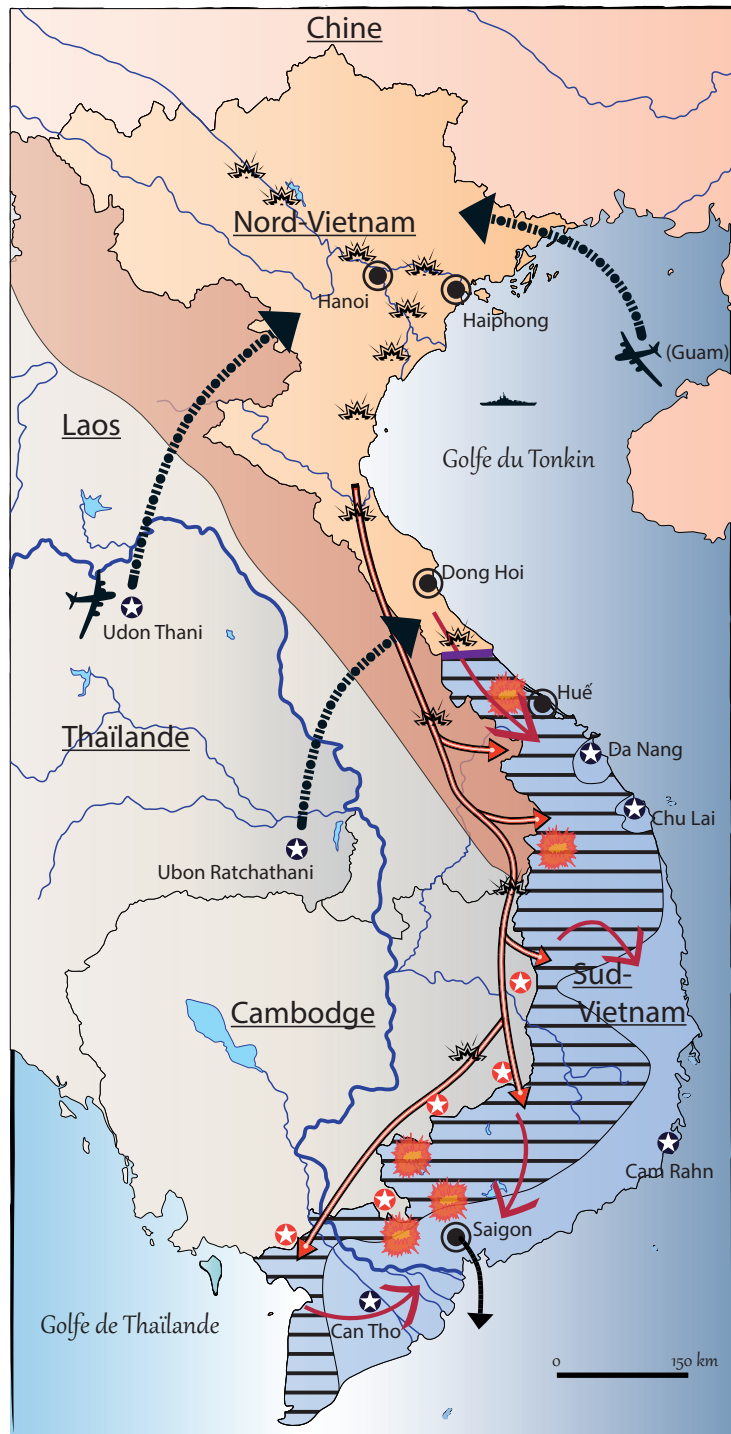 Chine
Nord-Vietnam
Hanoi
Haiphong
(Guam)
Laos
Golfe du Tonkin
Dong Hoi
Udon Thani
Huế
Thaïlande
Da Nang
Chu Lai
Ubon Ratchathani
Sud-
Vietnam
Cambodge
Cam Rahn
Saigon
Golfe de Thaïlande
Can Tho
0 150 km